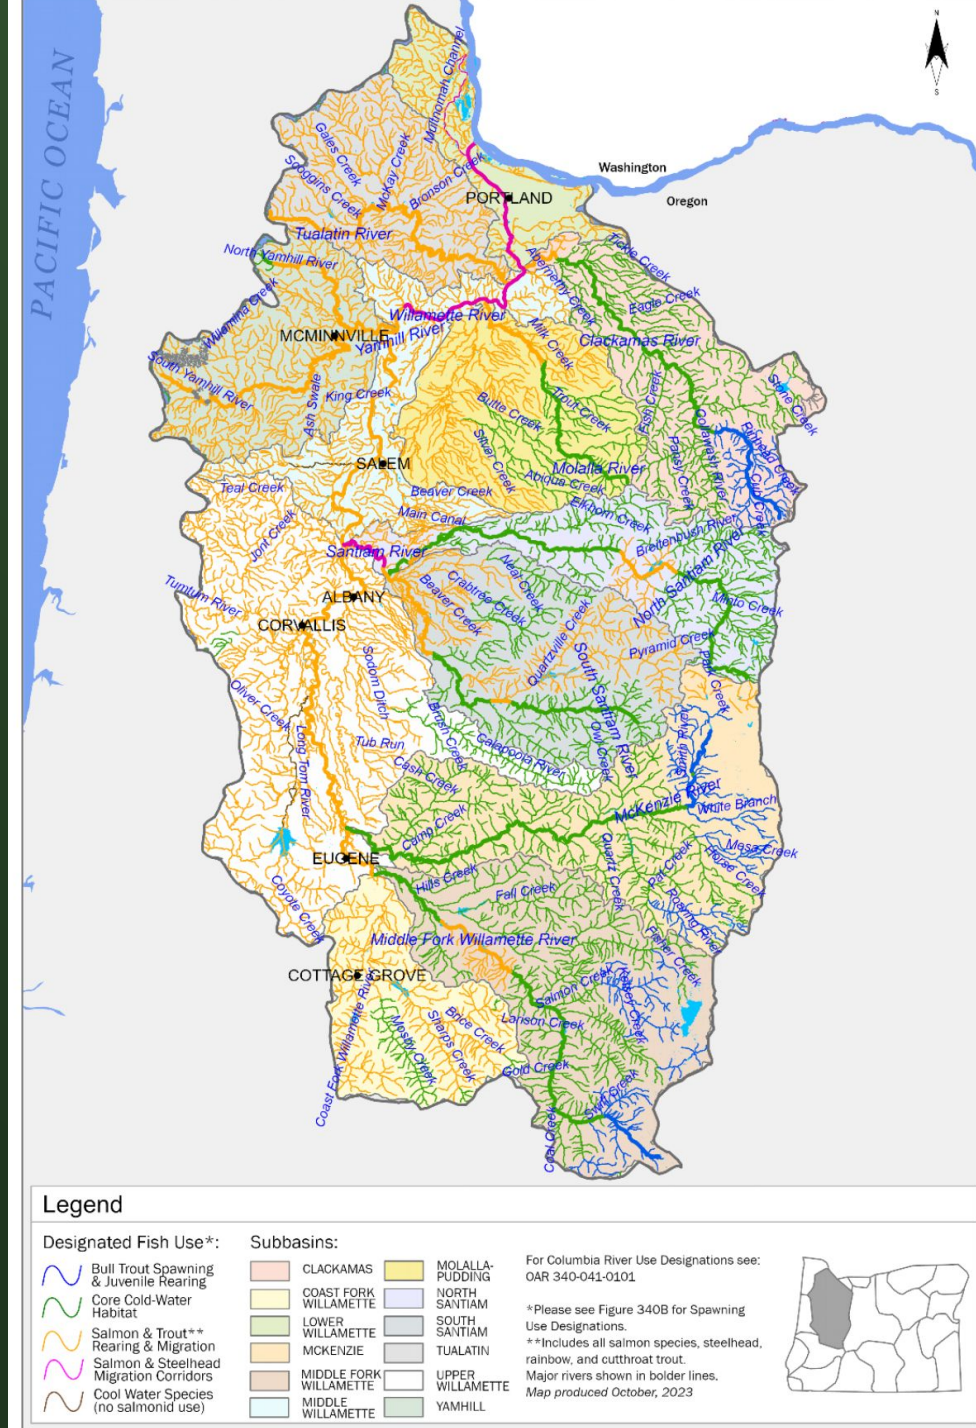 N
S
PACIFIC OCEAN
Washington
Oregon
Multnomah Channel
Gales Creek
McKay Creek
Scoggins Creek
Bronson Creek
PORTLAND
Tualatin River
Tickle Creek
North Yamhill River
Abernethy Creek
Eagle Creek
Willamina Creek
Willamette River
MCMINNVILLE
Yamhill River
Milk Creek
Clackamas River
South Yamhill River
Stone Creek
King Creek
Ash Swale
Butte Creek
Trout Creek
Fish Creek
Collawash River
Pansy Creek
Silver Creek
SALEM
Molalla River
Abiqua Creek
Teal Creek
Beaver Creek
Elkhorn Creek
Main Canal
Jont Creek
Santiam River
Breitenbush River
North Santiam River
Near Creek
Crabtree Creek
Beaver Creek
Tumtum River
ALBANY
Minto Creek
CORVALLIS
Quartzville Creek
Pyramid Creek
Park Creek
Sodom Ditch
South Santiam River
Oliver Creek
Long Tom River
Brush Creek
Owl Creek
Smith River
Tub Run
Calapooia River
Cash Creek
McKenzie River
White Branch
Camp Creek
Mesa Creek
Quartz Creek
Horse Creek
EUGENE
Hills Creek
Fall Creek
Roaring River
Coyote Creek
Middle Fork Willamette River
Fisher Creek
COTTAGE GROVE
Salmon Creek
Kelsey Creek
Larison Creek
Coast Fork Willamette River
Mosby Creek
Sharps Creek
Brice Creek
Gold Creek
Swift Creek
Coal Creek
Legend
Designated Fish Use*:
Bull Trout Spawning
& Juvenile Rearing
Core Cold-Water
Habitat
Salmon & Trout**
Rearing & Migration
Salmon & Steelhead
Migration Corridors
Cool Water Species
(no salmonid use)
Subbasins:
CLACKAMAS
COAST FORK
WILLAMETTE
LOWER
WILLAMETTE
MCKENZIE
MIDDLE FORK
WILLAMETTE
MIDDLE
WILLAMETTE
MOLALLA-
PUDDING
NORTH
SANTIAM
SOUTH
SANTIAM
TUALATIN
UPPER
WILLAMETTE
YAMHILL
For Columbia River Use Designations see:
OAR 340-041-0101
*Please see Figure 340B for Spawning
Use Designations.
**Includes all salmon species, steelhead,
rainbow, and cutthroat trout.
Major rivers shown in bolder lines.
Map produced October, 2023